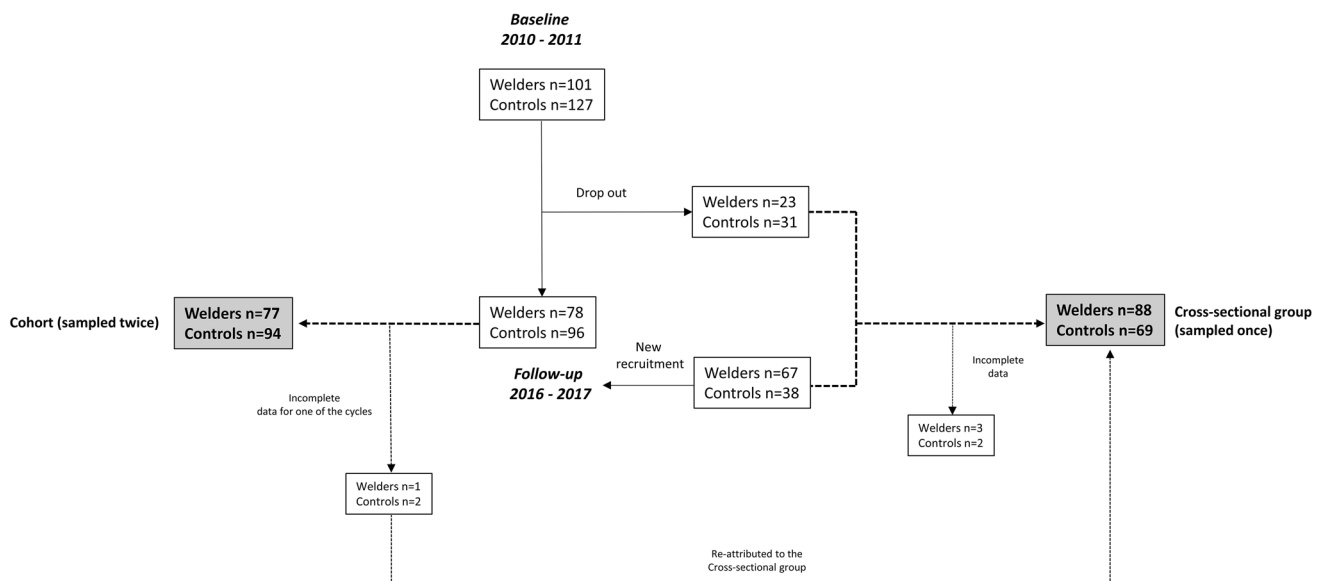 Baseline
2010 - 2011
Welders n=101
Controls n=127
Drop out
Welders n=23
Controls n=31
Cohort (sampled twice)
Welders n=77
Controls n=94
Welders n=78
Controls n=96
Welders n=88
Controls n=69
Cross-sectional group
(sampled once)
New
recruitment
Follow-up
2016 - 2017
Welders n=67
Controls n=38
Incomplete
data
Incomplete
data for one of the cycles
Welders n=3
Controls n=2
Welders n=1
Controls n=2
Re-attributed to the
Cross-sectional group